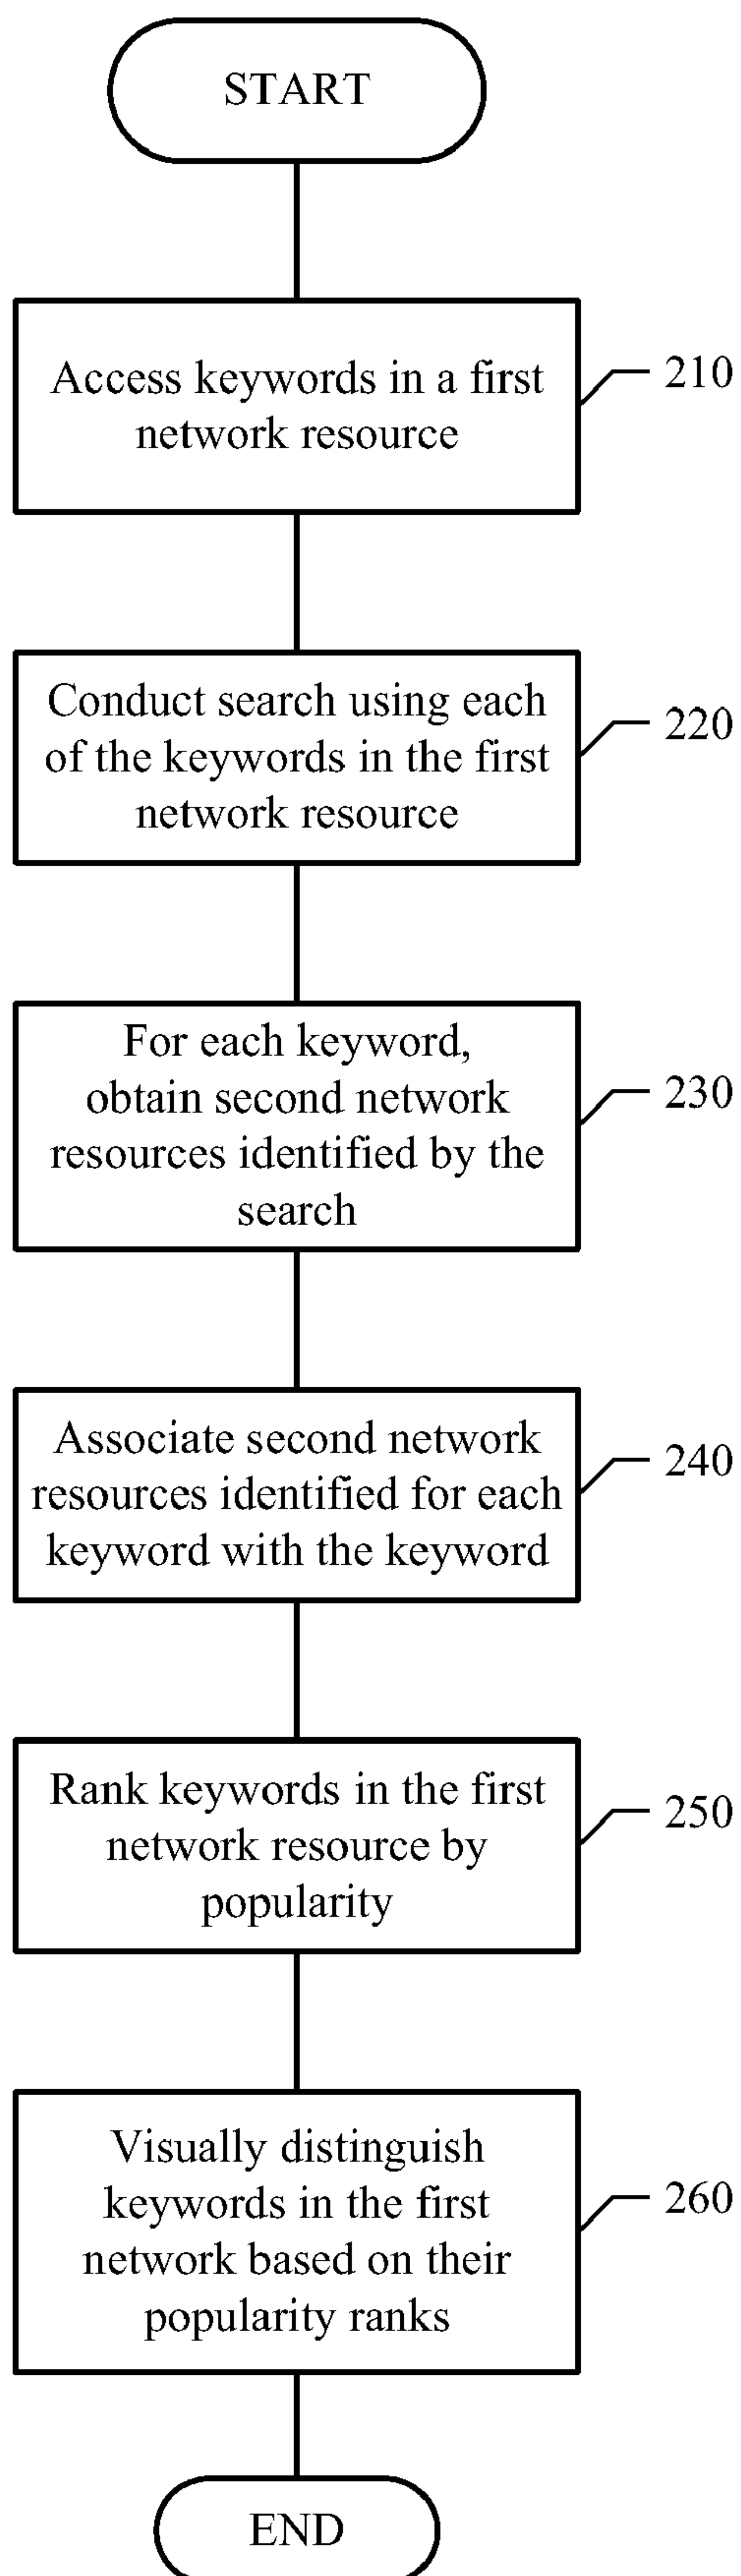 START
Access keywords in a first
network resource
210
Conduct search using each
of the keywords in the first
network resource
220
For each keyword,
obtain second network
resources identified by the
search
230
Associate second network
resources identified for each
keyword with the keyword
240
Rank keywords in the first
network resource by
popularity
250
Visually distinguish
keywords in the first
network based on their
popularity ranks
260
END